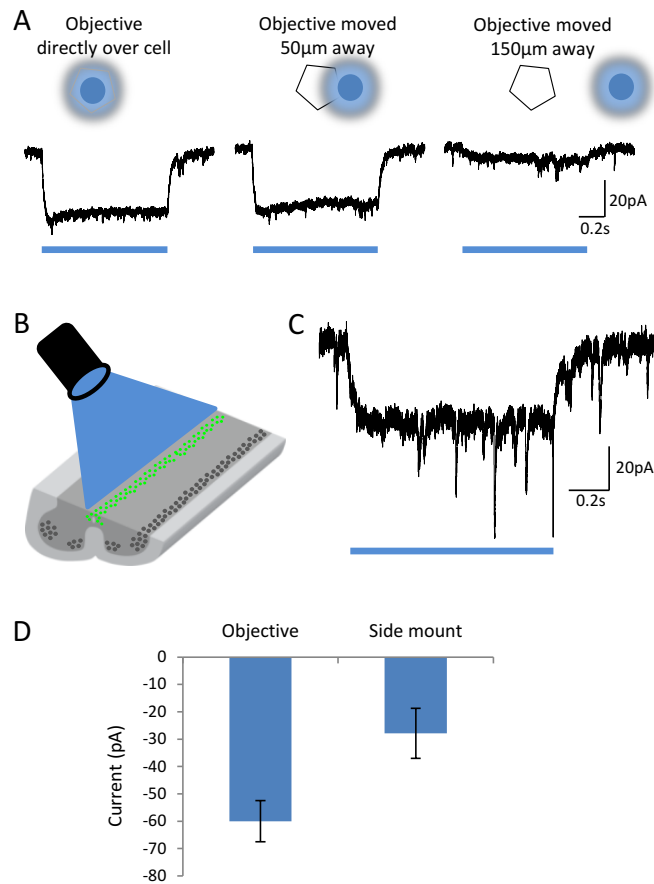 A
Objective
directly over cell
Objective moved
50μm away
Objective moved
150μm away
20pA
0.2s
B
C
20pA
0.2s
D
Objective
Side mount
0
-10
-20
-30
-40
-50
-60
-70
-80
Current (pA)